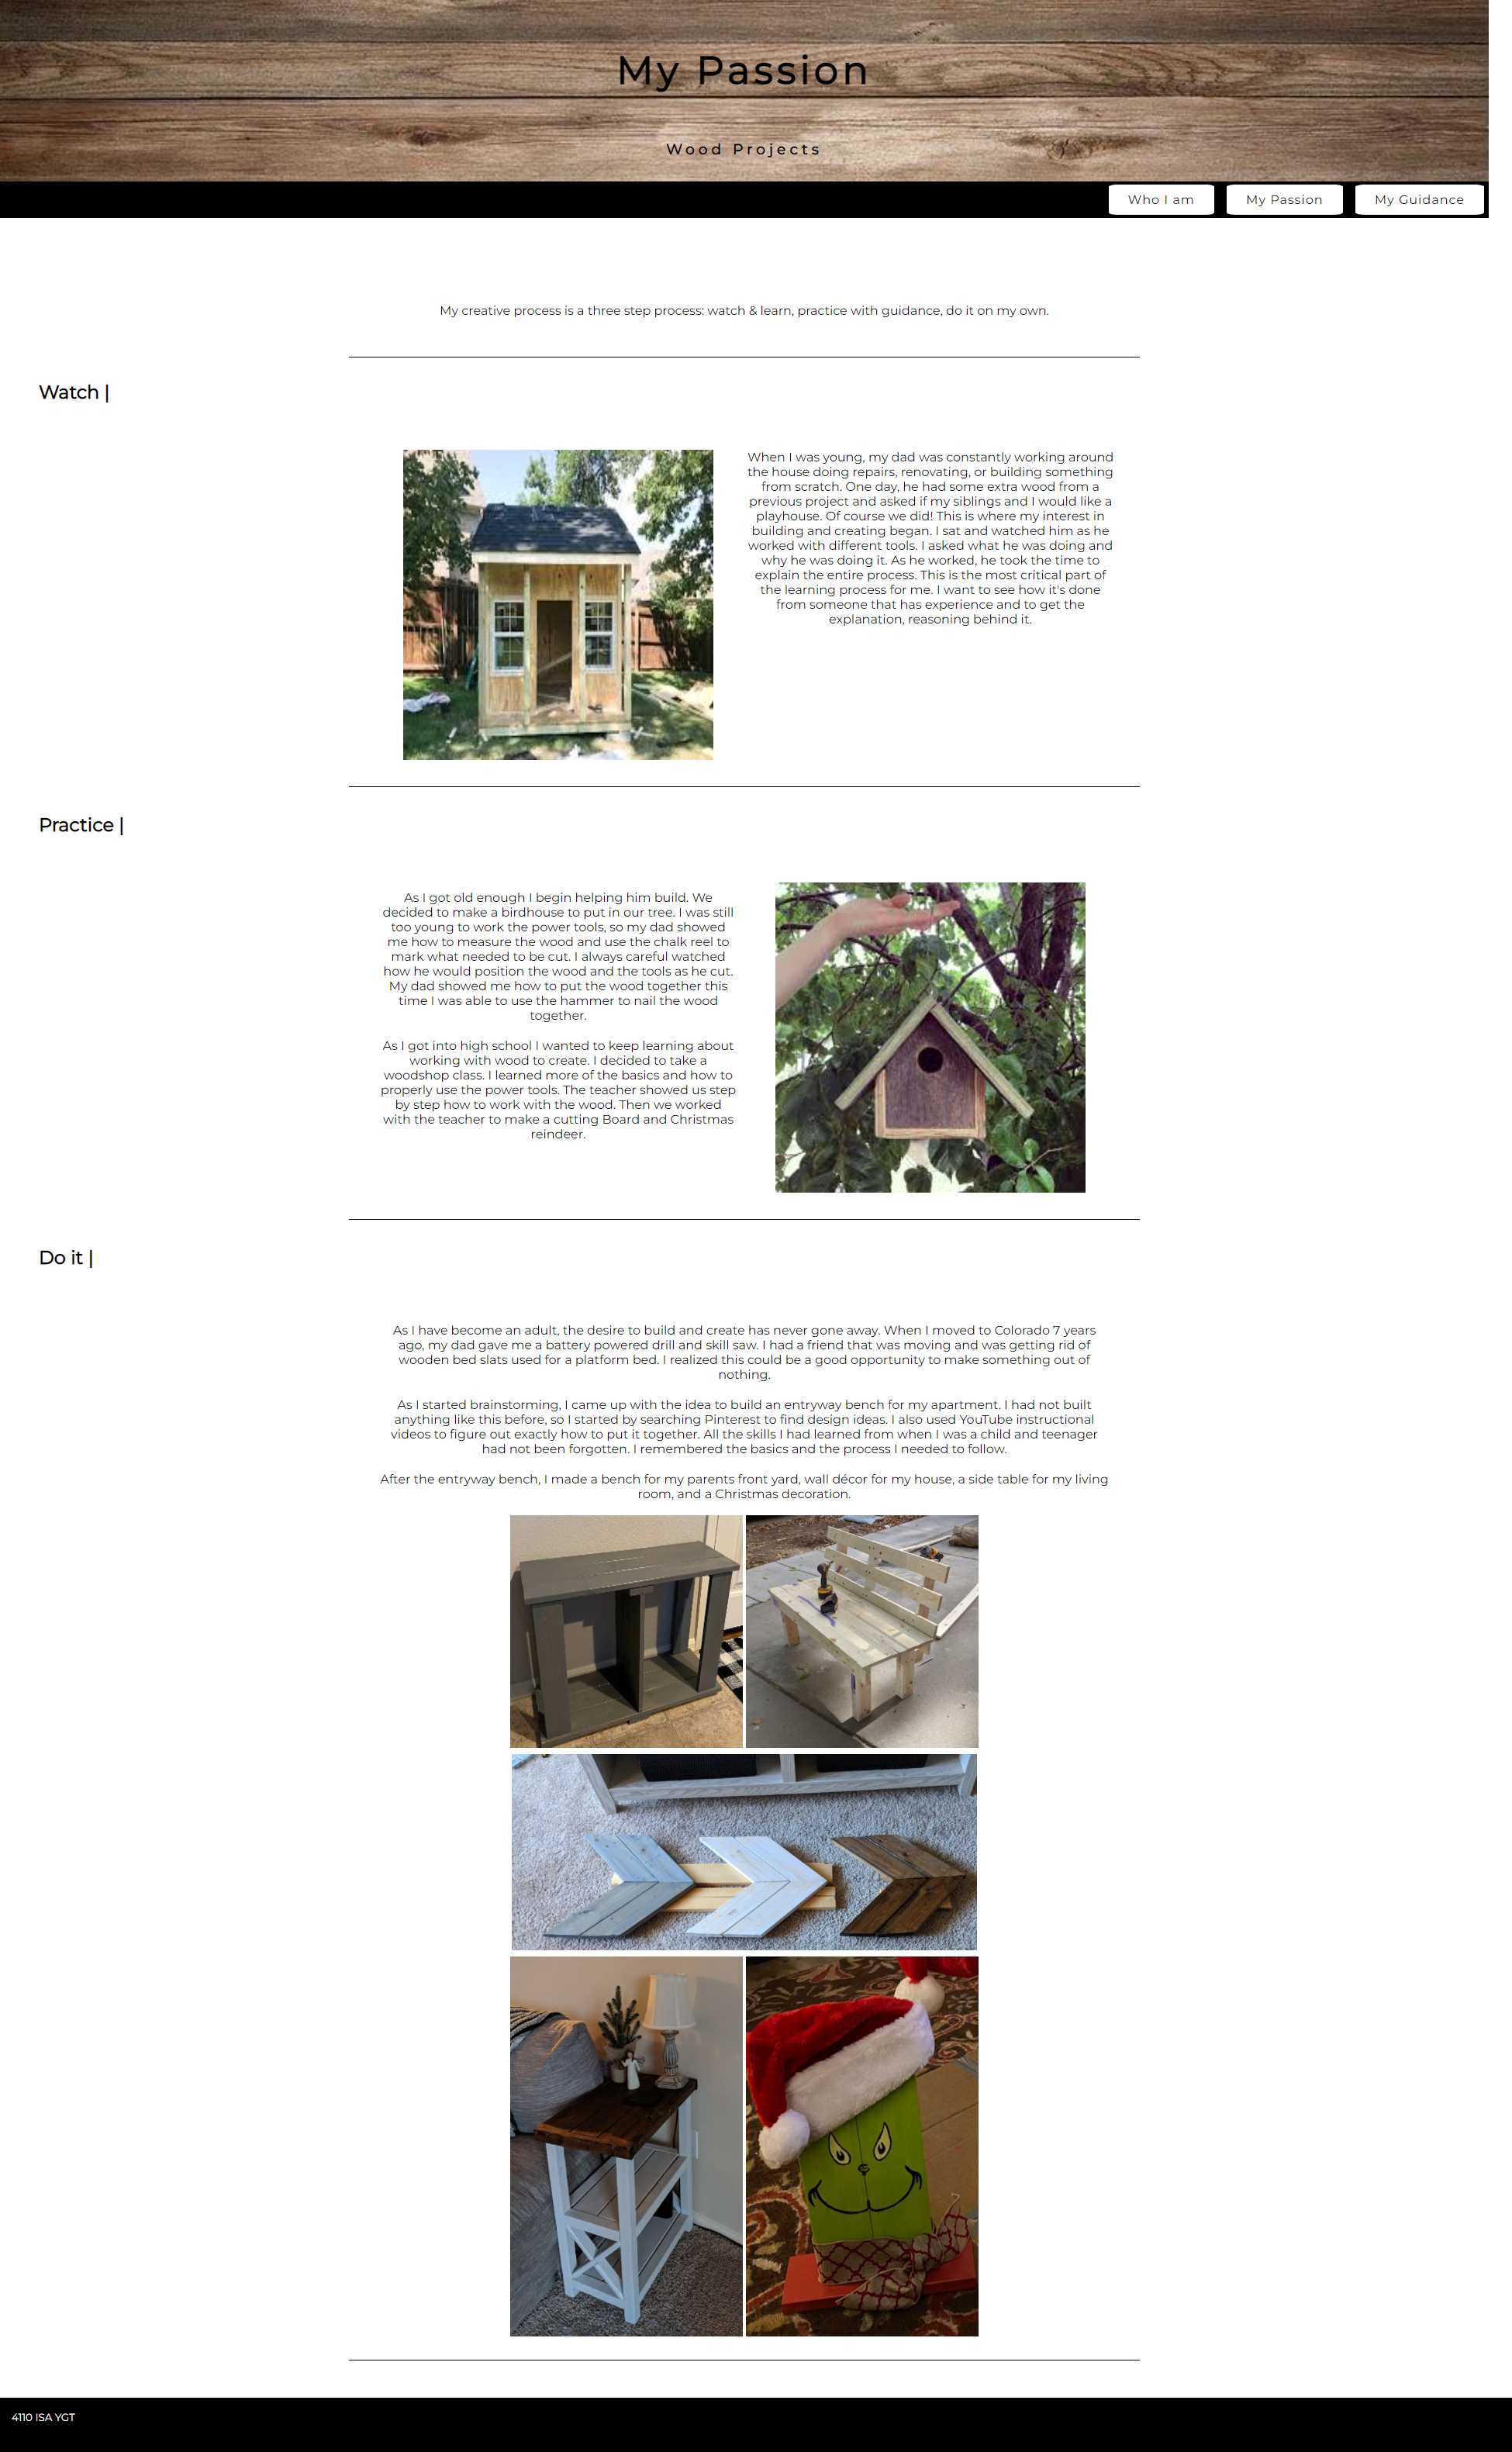 My Passion
Wood Projects
Who I am
My Passion
My Guidance
My creative process is a three step process: watch & learn, practice with guidance, do it on my own.
Watch |
When I was young, my dad was constantly working around
the house doing repairs, renovating, or building something
from scratch. One day, he had some extra wood from a
previous project and asked if my siblings and I would like a
playhouse. Of course we did! This is where my interest in
building and creating began. I sat and watched him as he
worked with different tools. I asked what he was doing and
why he was doing it. As he worked, he took the time to
explain the entire process. This is the most critical part of
the learning process for me. I want to see how it's done
from someone that has experience and to get the
explanation, reasoning behind it.
Practice |
As I got old enough I begin helping him build. We
decided to make a birdhouse to put in our tree. I was still
too young to work the power tools, so my dad showed
me how to measure the wood and use the chalk reel to
mark what needed to be cut. I always careful watched
how he would position the wood and the tools as he cut.
My dad showed me how to put the wood together this
time I was able to use the hammer to nail the wood
together.
As I got into high school I wanted to keep learning about
working with wood to create. I decided to take a
woodshop class. I learned more of the basics and how to
properly use the power tools. The teacher showed us step
by step how to work with the wood. Then we worked
with the teacher to make a cutting Board and Christmas
reindeer.
Do it |
As I have become an adult, the desire to build and create has never gone away. When I moved to Colorado 7 years
ago, my dad gave me a battery powered drill and skill saw. I had a friend that was moving and was getting rid of
wooden bed slats used for a platform bed. I realized this could be a good opportunity to make something out of
nothing.
As I started brainstorming, I came up with the idea to build an entryway bench for my apartment. I had not built
anything like this before, so I started by searching Pinterest to find design ideas. I also used YouTube instructional
videos to figure out exactly how to put it together. All the skills I had learned from when I was a child and teenager
had not been forgotten. I remembered the basics and the process I needed to follow.
After the entryway bench, I made a bench for my parents front yard, wall décor for my house, a side table for my living
room, and a Christmas decoration.
4110 ISA YGT